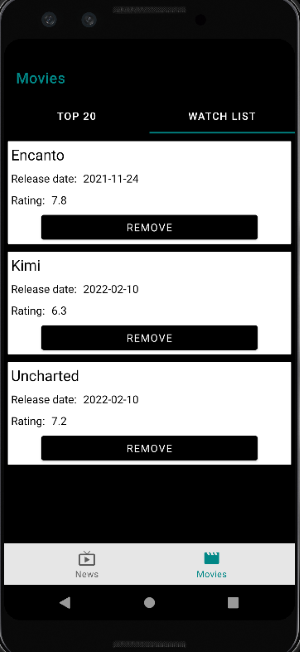 Movies
TOP 20 WATCH LIST
Encanto
Release date: 2021-11-24
Rating: 7.8
REMOVE
Kimi
Release date: 2022-02-10
Rating: 6.3
REMOVE
Uncharted
Release date: 2022-02-10
Rating: 7.2
REMOVE
News Movies